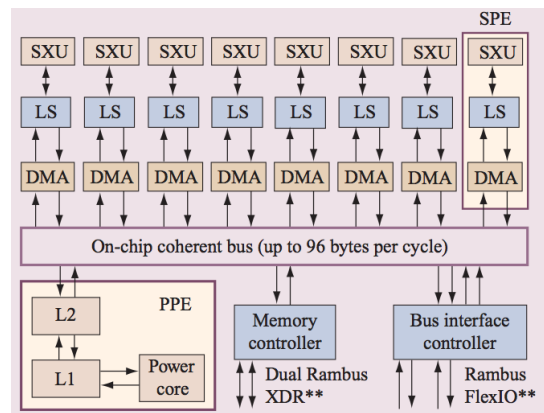 SPE
SXU SXU SXU SXU SXU SXU SXU SXU
LS LS LS LS LS LS LS LS
DMA DMA DMA DMA DMA DMA DMA DMA
On-chip coherent bus (up to 96 bytes per cycle)
PPE
L2
L1
Power
core
Memory
controller
Dual Rambus
XDR**
Bus interface
controller
Rambus
FlexIO**